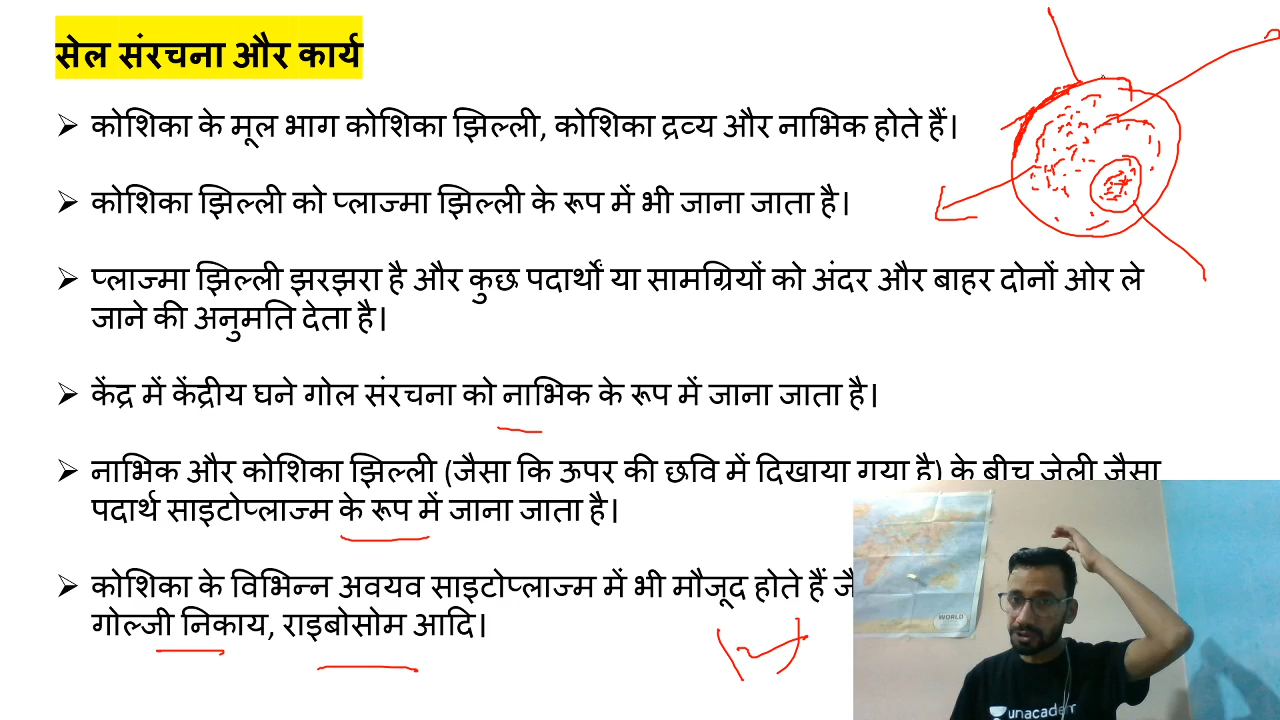 सेल संरचना और कार्य
➢ कोशिका के मूल भाग कोशिका झिल्ली, कोशिका द्रव्य और नाभिक होते हैं।
➢ कोशिका झिल्ली को प्लाज्मा झिल्ली के रूप में भी जाना जाता है।
➢ प्लाज्मा झिल्ली झरझरा है और कुछ पदार्थों या सामग्रियों को अंदर और बाहर दोनों ओर ले
जाने की अनुमति देता है।
➢ केंद्र में केंद्रीय घने गोल संरचना को नाभिक के रूप में जाना जाता है।
➢ नाभिक और कोशिका झिल्ली (जैसा कि ऊपर की छवि में दिखाया गया है) के बीच जेली जैसा
पदार्थ साइटोप्लाज्म के रूप में जाना जाता है।
➢ कोशिका के विभिन्न अवयव साइटोप्लाज्म में भी मौजूद होते हैं
गोल्जी निकाय, राइबोसोम आदि।
WORLD
unacadem